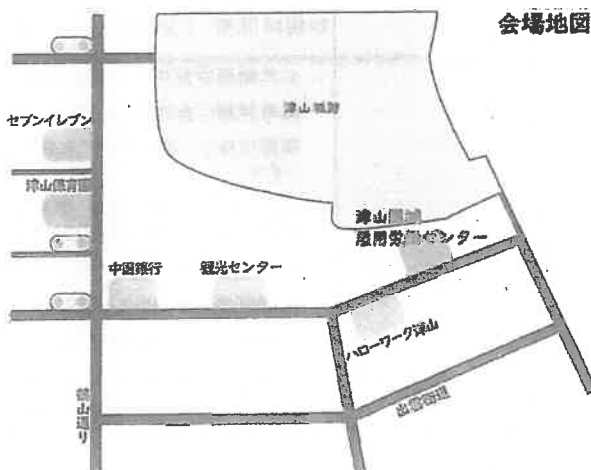 会場地図
セブンイレブン
津山城跡
津山保育園
津山圏域
雇用労働センター
中国銀行
観光センター
ハローワーク津山
出雲街道
鶴山通り